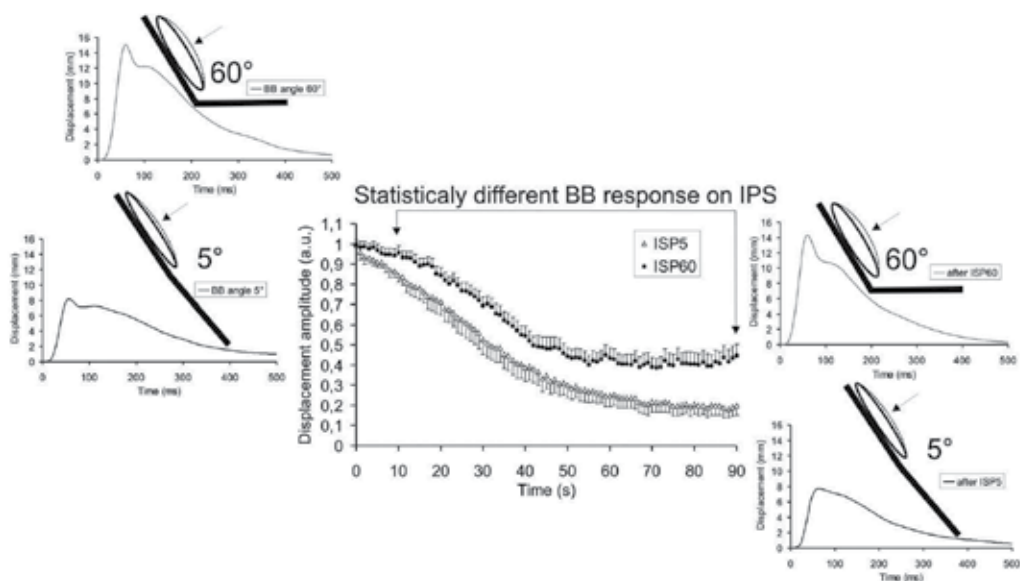 16
14
12
10
8
6
4
2
0
Displacement (mm)
60°
BB angle 60°
0 100 200 300 400 500
Time (ms)
16
14
12
10
8
6
4
2
0
Displacement (mm)
5°
BB angle 5°
0 100 200 300 400 500
Time (ms)
Statisticaly different BB response on IPS
1,1
1
0,9
0,8
0,7
0,6
0,5
0,4
0,3
0,2
0,1
0
Displacement amplitude (a.u.)
ISP5
ISP60
0 10 20 30 40 50 60 70 80 90
Time (s)
16
14
12
10
8
6
4
2
0
Displacement (mm)
60°
after ISP60
0 100 200 300 400 500
Time (ms)
16
14
12
10
8
6
4
2
0
Displacement (mm)
5°
after ISP5
0 100 200 300 400 500
Time (ms)